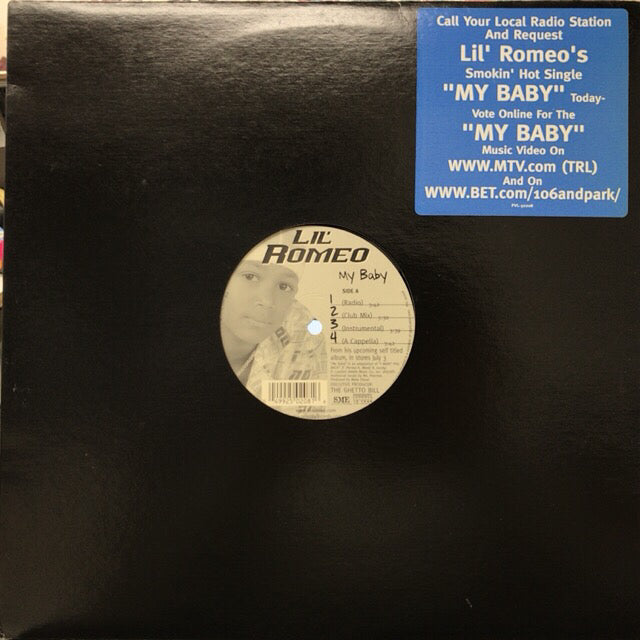 Call Your Local Radio Station
And Request
Lil' Romeo's
Smokin' Hot Single
"MY BABY" Today-
Vote Online For The
"MY BABY"
Music Video On
WWW.MTV.com (TRL)
And On
WWW.BET.com/106andpark/
LIL' ROMEO
My Baby
SIDE A
1 (Radio)
2 (Club Mix)
3 (Instrumental)
4 (A Cappella)
From his upcoming self titled
album, in stores July 3
THE GHETTO BILL
SME